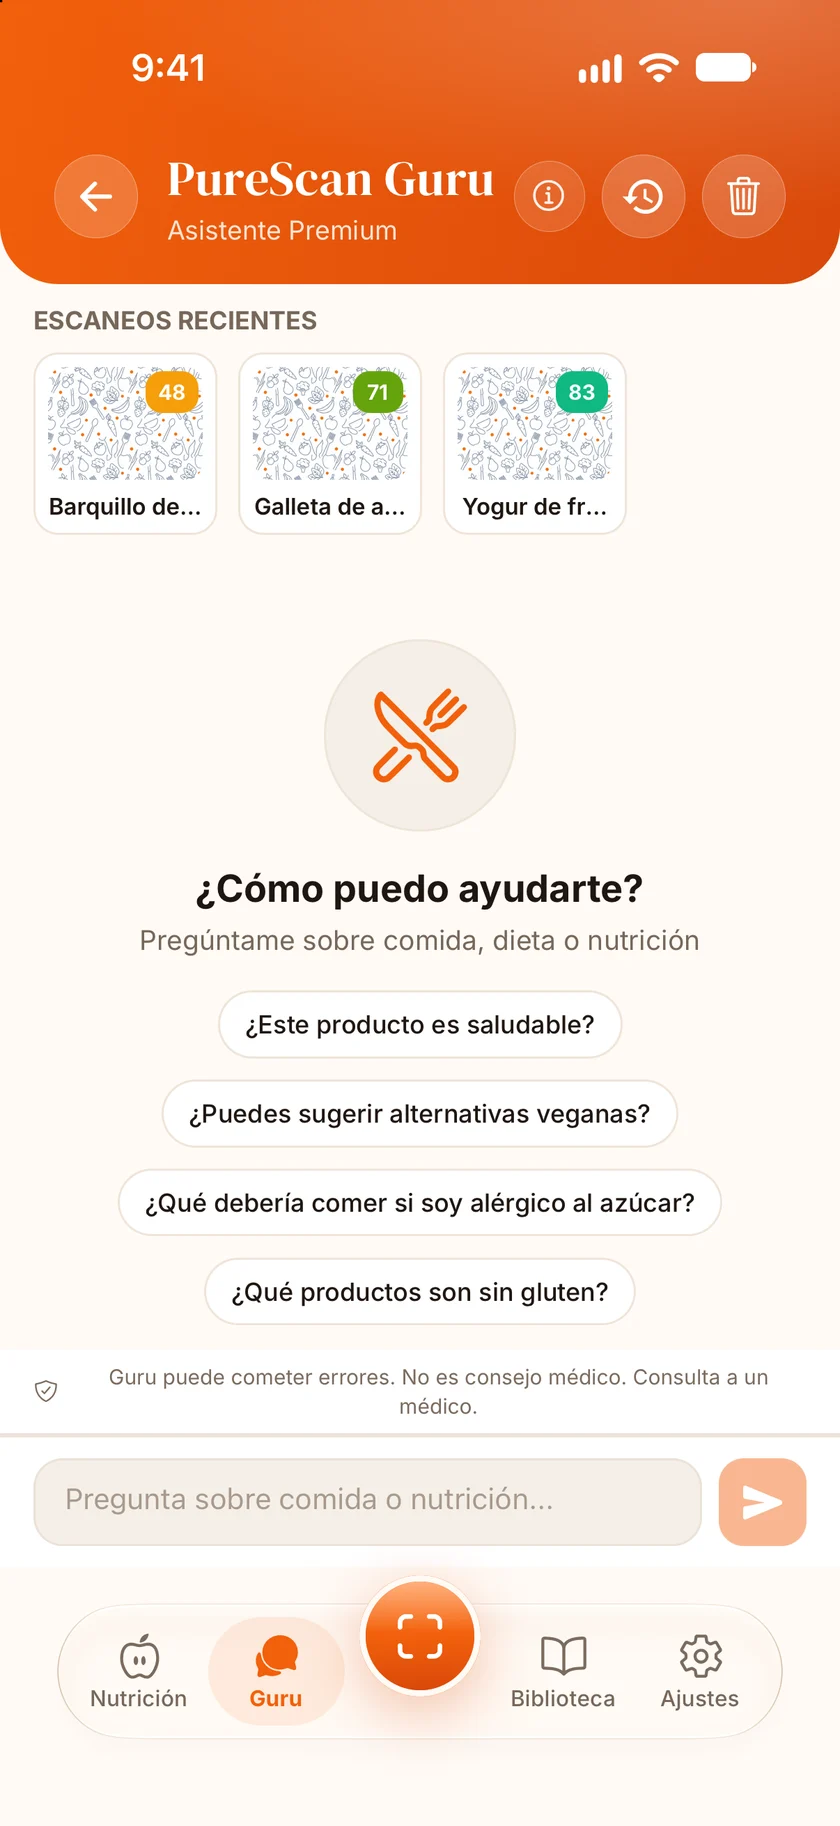 9:41
PureScan Guru
Asistente Premium
ESCANEOS RECIENTES
48
71
83
Barquillo de...
Galleta de a...
Yogur de fr...
¿Cómo puedo ayudarte?
Pregúntame sobre comida, dieta o nutrición
¿Este producto es saludable?
¿Puedes sugerir alternativas veganas?
¿Qué debería comer si soy alérgico al azúcar?
¿Qué productos son sin gluten?
Guru puede cometer errores. No es consejo médico. Consulta a un
médico.
Pregunta sobre comida o nutrición...
Nutrición
Guru
Biblioteca
Ajustes